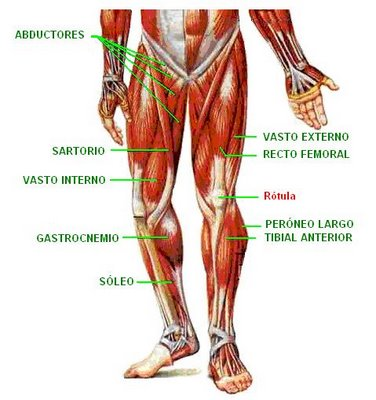 ABDUCTORES
SARTORIO
VASTO INTERNO
GASTROCNEMIO
SÓLEO
VASTO EXTERNO
RECTO FEMORAL
Rótula
PERÓNEO LARGO
TIBIAL ANTERIOR